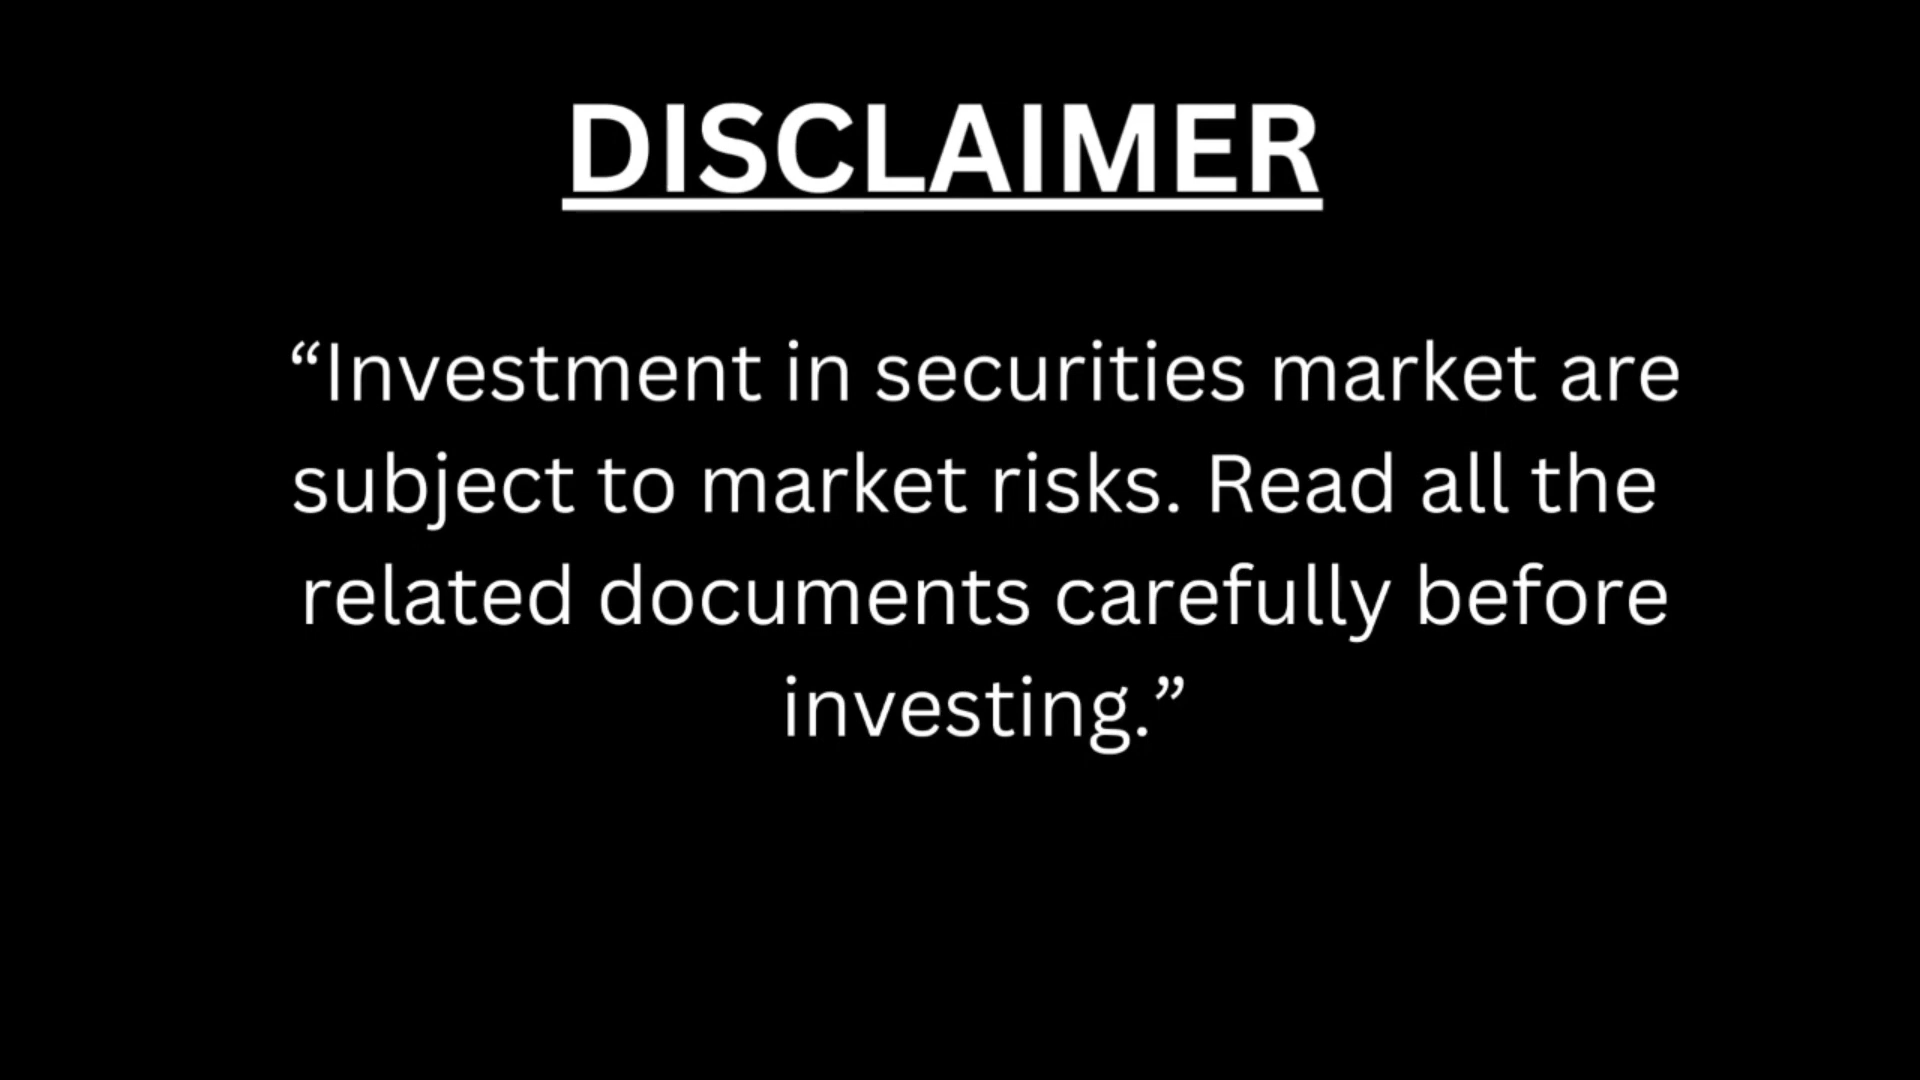 DISCLAIMER
“Investment in securities market are
subject to market risks. Read all the
related documents carefully before
investing.”